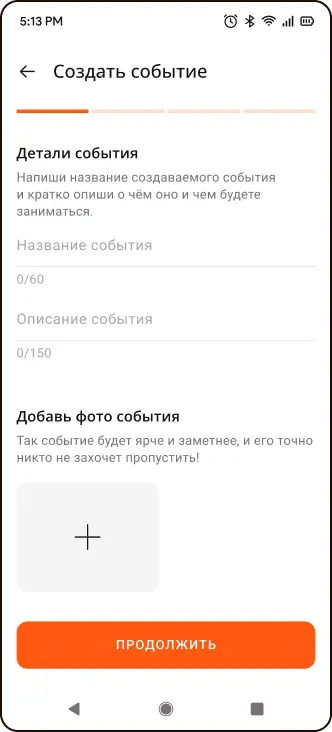 5:13 PM
Создать событие
Детали события
Напиши название создаваемого события
и кратко опиши о чём оно и чем будете
заниматься.
Название события
0/60
Описание события
0/150
Добавь фото события
Так событие будет ярче и заметнее, и его точно
никто не захочет пропустить!
ПРОДОЛЖИТЬ